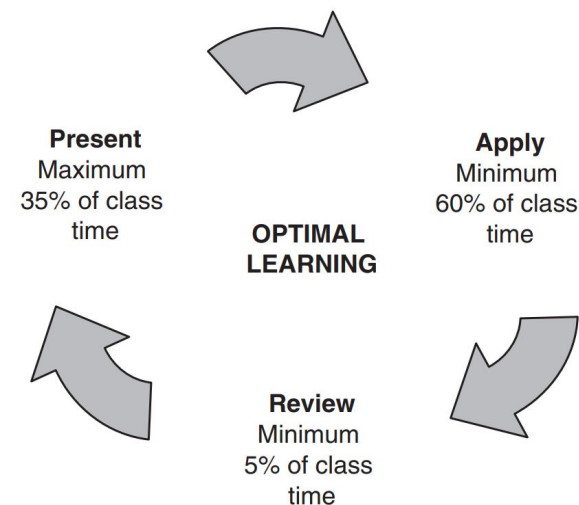 Present
Maximum
35% of class
time
Apply
Minimum
60% of class
time
OPTIMAL
LEARNING
Review
Minimum
5% of class
time